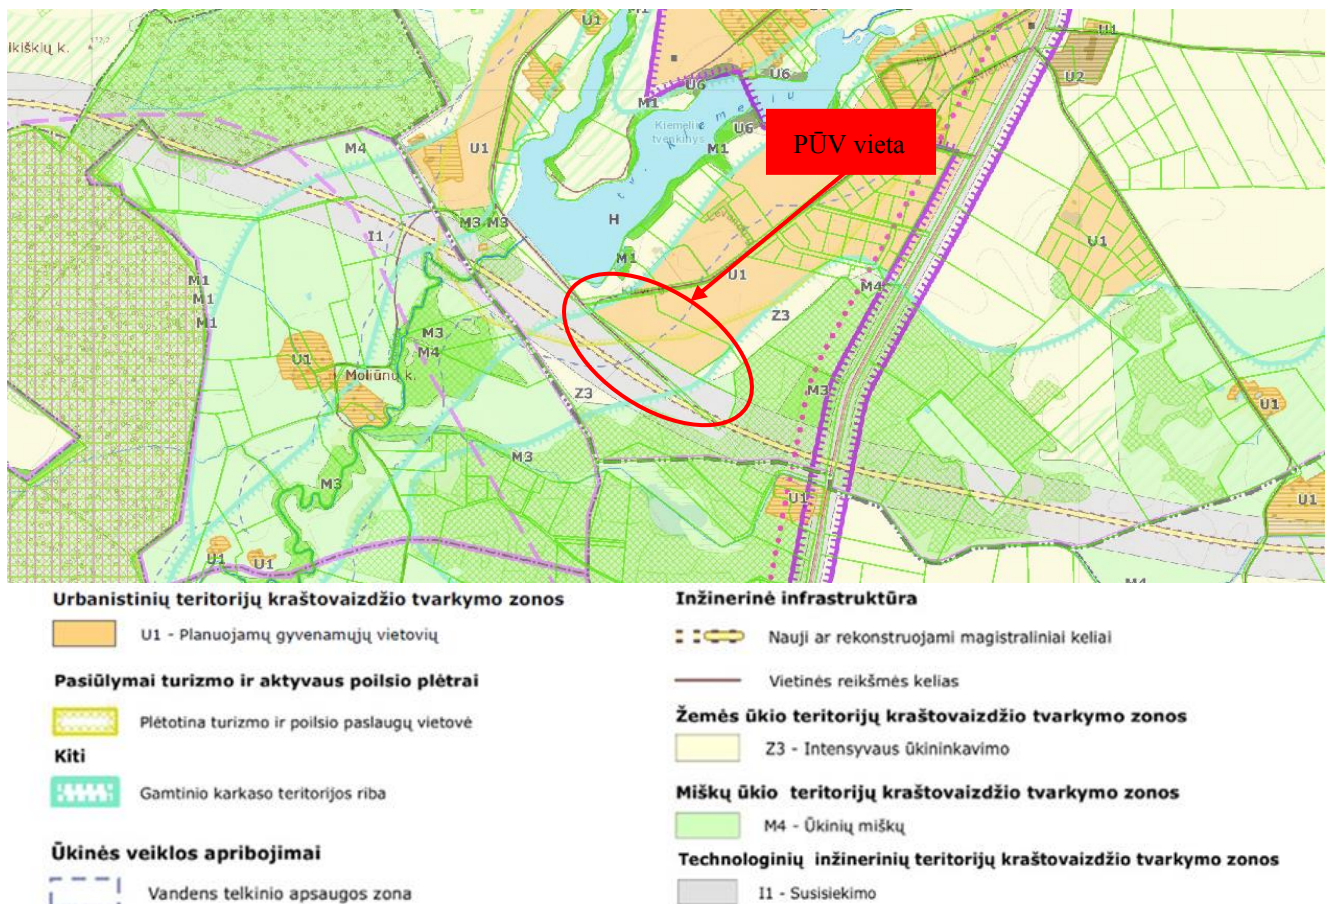 ikiškių k.
M1
U1
U6
U6
M1
Kiemelių
tvenkinys
U6
M1
PŪV vieta
U1
U2
M4
U1
M3 M3
H
I1
M1
U1
U1
M4
Z3
M1
M1
M1
U1
M3
M4
Moliūnų k.
Z3
M3
U1
M3
M3
U1
U1
U1
U1
M4
Urbanistinių teritorijų kraštovaizdžio tvarkymo zonos
U1 - Planuojamų gyvenamųjų vietovių
Pasiūlymai turizmo ir aktyvaus poilsio plėtrai
Plėtotina turizmo ir poilsio paslaugų vietovė
Kiti
Gamtinio karkaso teritorijos riba
Ūkinės veiklos apribojimai
Vandens telkinio apsaugos zona
Inžinerinė infrastruktūra
Nauji ar rekonstruojami magistraliniai keliai
Vietinės reikšmės kelias
Žemės ūkio teritorijų kraštovaizdžio tvarkymo zonos
Z3 - Intensyvaus ūkininkavimo
Miškų ūkio teritorijų kraštovaizdžio tvarkymo zonos
M4 - Ūkinių miškų
Technologinių inžinerinių teritorijų kraštovaizdžio tvarkymo zonos
I1 - Susisiekimo